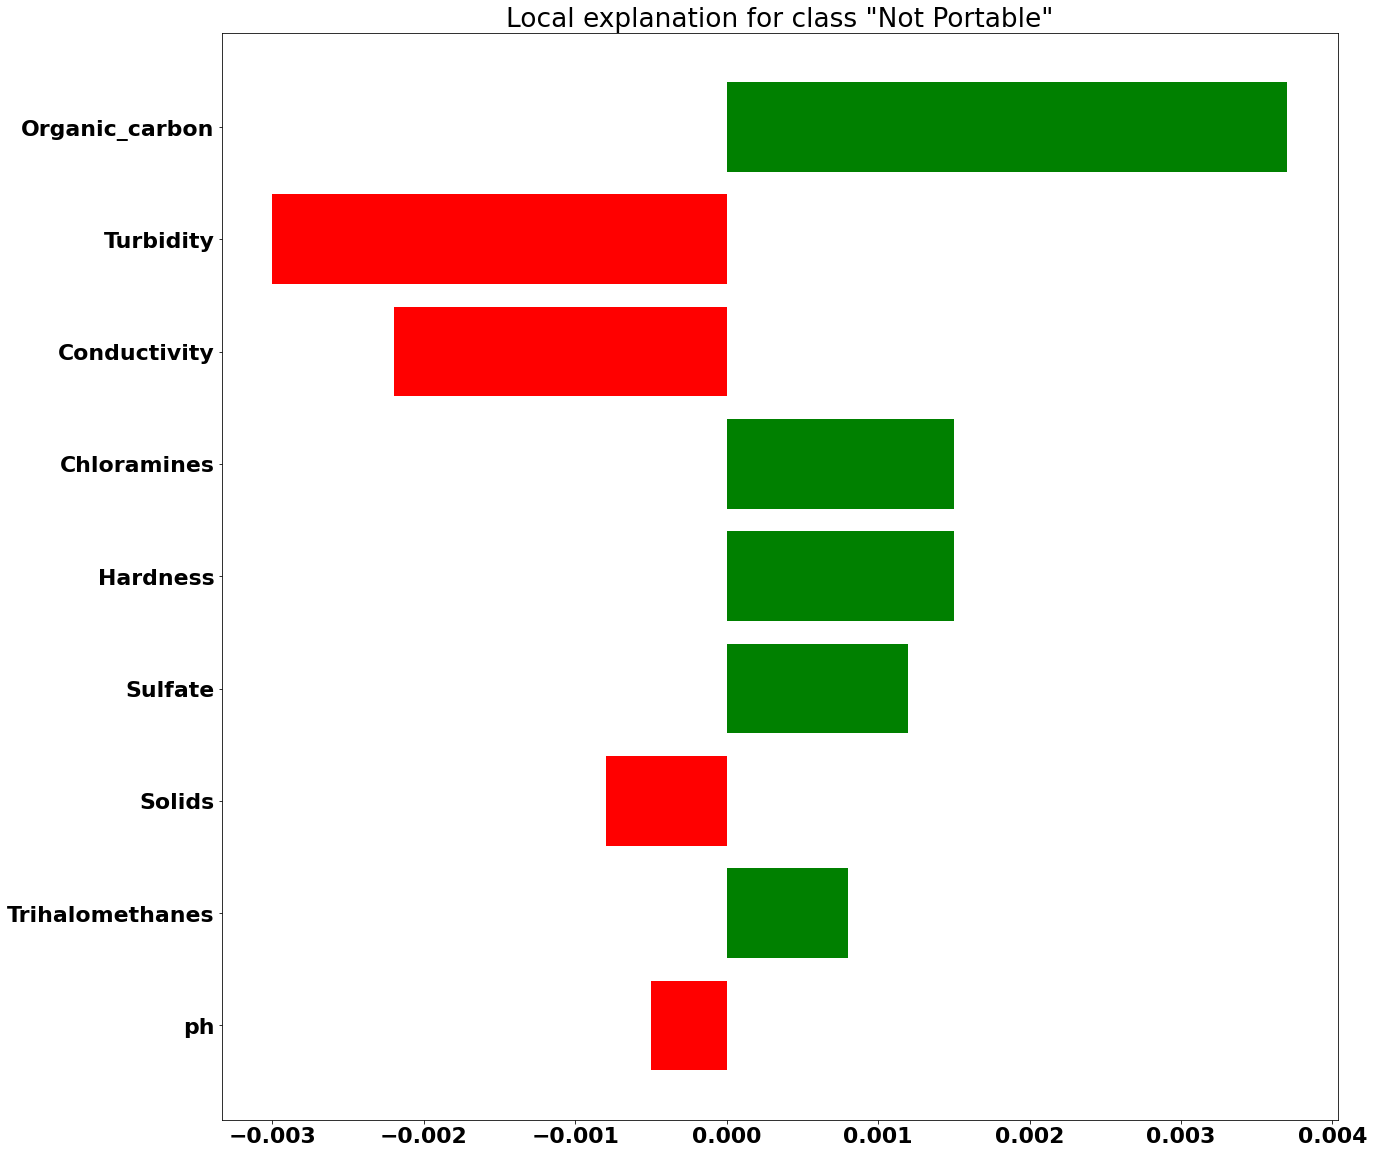 Local explanation for class "Not Portable"
Organic_carbon
Turbidity
Conductivity
Chloramines
Hardness
Sulfate
Solids
Trihalomethanes
ph
−0.003 −0.002 −0.001 0.000 0.001 0.002 0.003 0.004